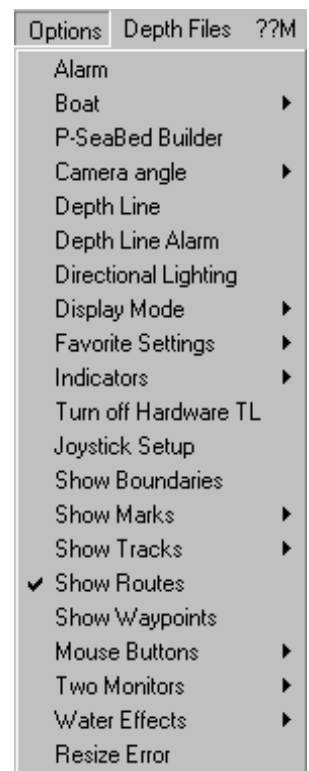 Options Depth Files ??M
Alarm
Boat
P-SeaBed Builder
Camera angle
Depth Line
Depth Line Alarm
Directional Lighting
Display Mode
Favorite Settings
Indicators
Turn off Hardware TL
Joystick Setup
Show Boundaries
Show Marks
Show Tracks
Show Routes
Show Waypoints
Mouse Buttons
Two Monitors
Water Effects
Resize Error